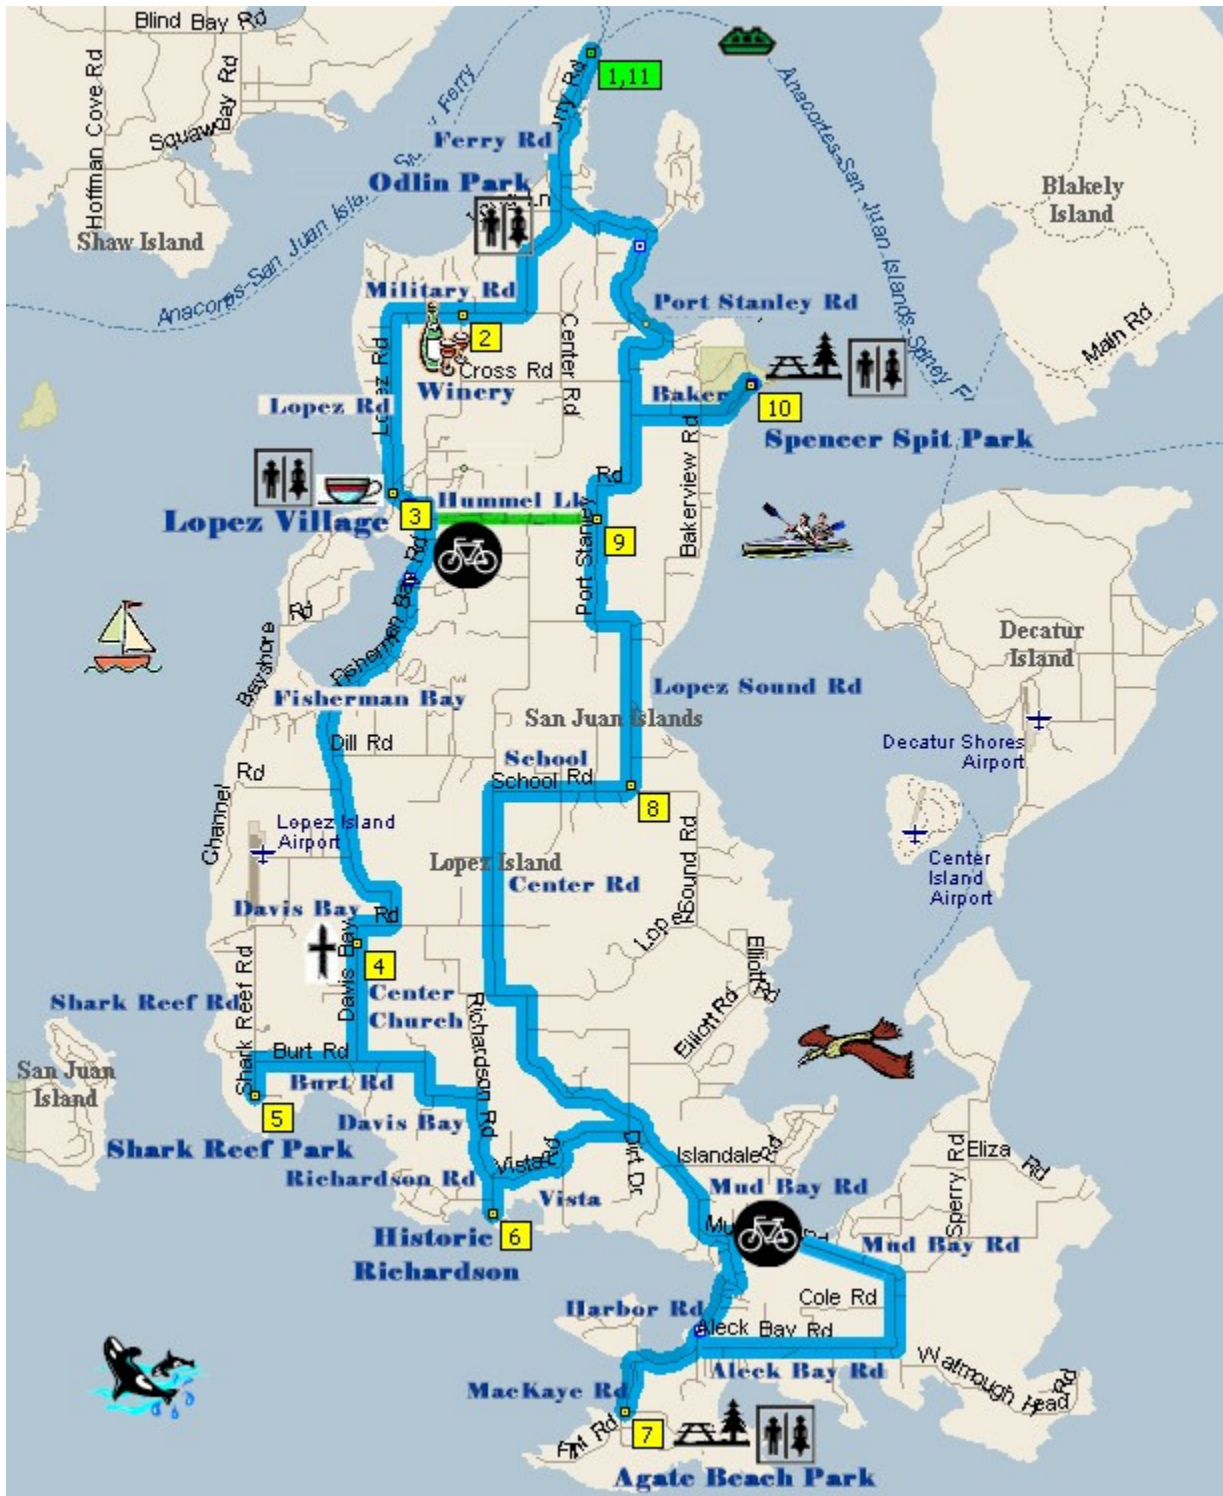 Blind Bay Rd
Hoffman Cove Rd
Squaw Bay Rd
Shaw Island
1,11
Ferry Rd
Ferry
Odlin Park
Anacortes-San Juan Islands
Anacortes-San Juan Islands
Sidney
Blakely
Island
Main Rd
Military Rd
2
Port Stanley Rd
Center Rd
Cross Rd
Winery
Lopez Rd
Lopez Rd
Baker
10
Spencer Spit Park
Bakerview Rd
Rd
Hummel Lk
Lopez Village
3
9
Port Stanley
Fisherman Bay Rd
Rd
Bayshore
Fisherman Bay
Dill Rd
Decatur
Island
Lopez Sound Rd
San Juan Islands
Decatur Shores
Airport
School
School Rd
8
Rd
Channel
Lopez Island
Airport
Lopez Island
Center Rd
Center
Island
Airport
Sound Rd
Lope
Davis Bay
Rd
Davis Bay
4
Center
Church
Elliott Rd
Elliott Rd
Shark Reef Rd
Shark Reef Rd
Richardson Rd
Burt Rd
Burt Rd
San Juan
Island
5
Shark Reef Park
Davis Bay
Richardson Rd
Vista Rd
Vista
Dirt Dr
Islandale Rd
Mud Bay Rd
Sperry Rd
Eliza Rd
6
Historic
Richardson
Mu
Rd
Mud Bay Rd
Cole Rd
Harbor Rd
Aleck Bay Rd
Aleck Bay Rd
Watmough Head Rd
MacKaye Rd
7
Rd
Agate Beach Park